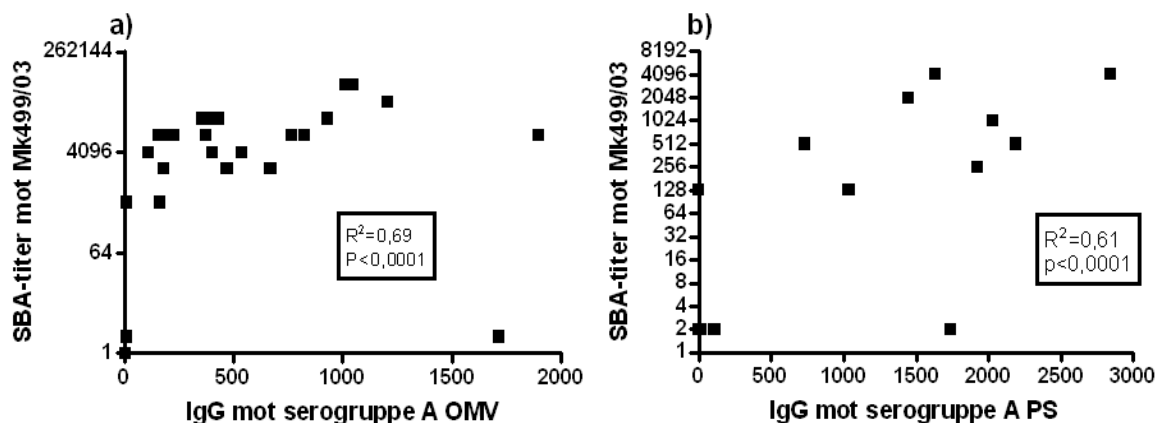 a)
SBA-titer mot Mk499/03
262144
4096
64
1
R²=0,69
P<0,0001
0 500 1000 1500 2000
IgG mot serogruppe A OMV
b)
SBA-titer mot Mk499/03
8192
4096
2048
1024
512
256
128
64
32
16
8
4
2
1
R²=0,61
p<0,0001
0 500 1000 1500 2000 2500 3000
IgG mot serogruppe A PS